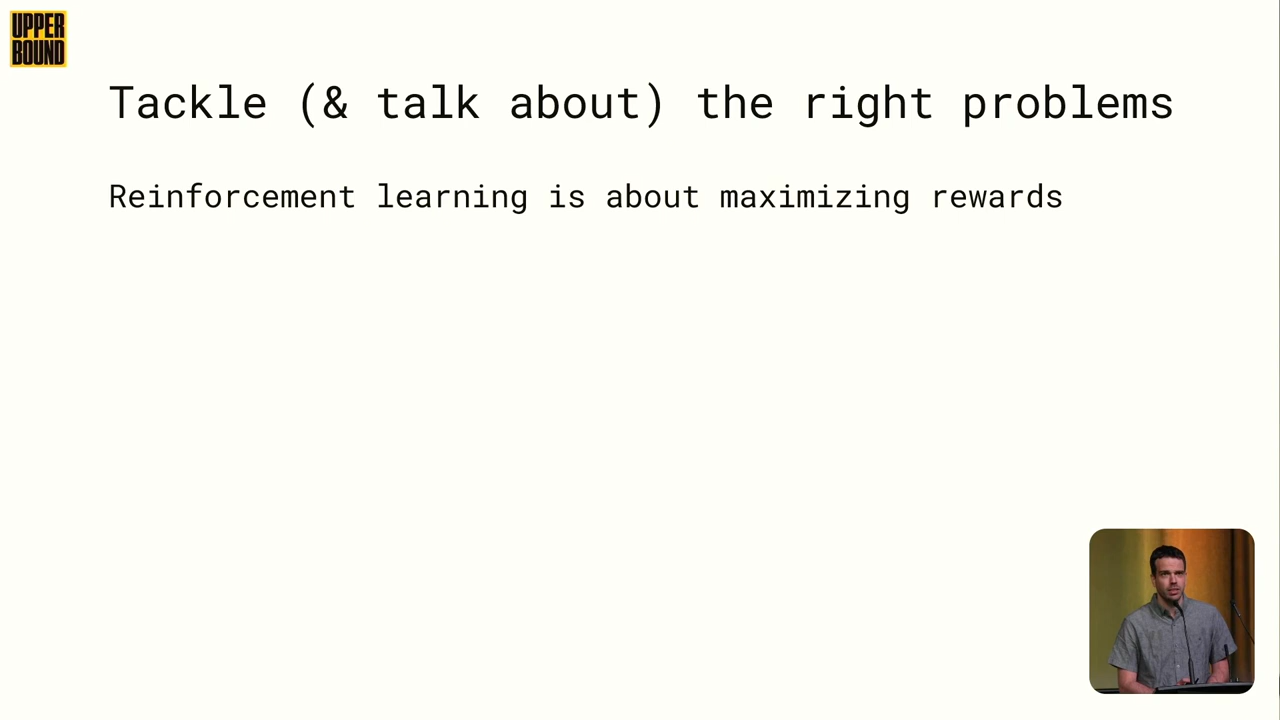 UPPER
BOUND
Tackle (& talk about) the right problems
Reinforcement learning is about maximizing rewards